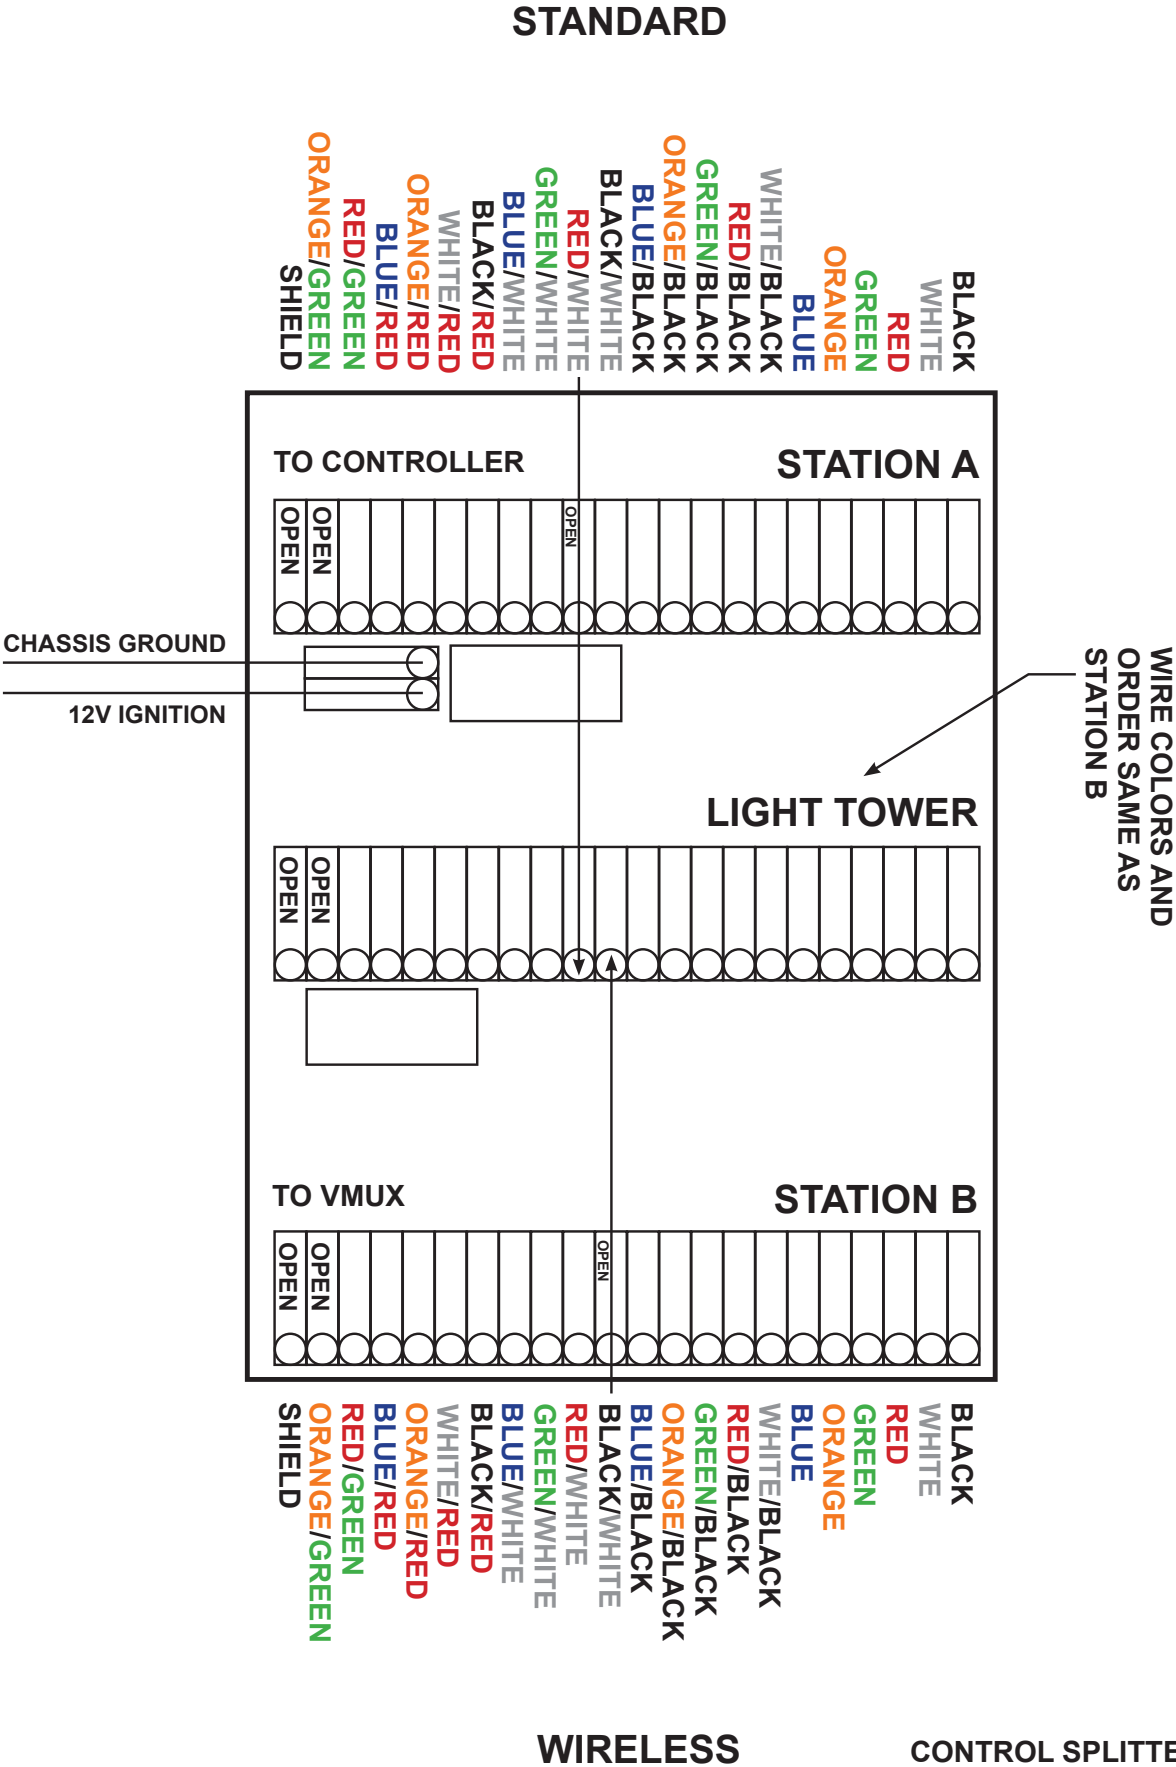 STANDARD
SHIELD
ORANGE/GREEN
RED/GREEN
BLUE/RED
ORANGE/RED
WHITE/RED
BLACK/RED
BLUE/WHITE
GREEN/WHITE
RED/WHITE
BLACK/WHITE
BLUE/BLACK
ORANGE/BLACK
GREEN/BLACK
RED/BLACK
WHITE/BLACK
BLUE
ORANGE
GREEN
RED
WHITE
BLACK
TO CONTROLLER
STATION A
OPEN
OPEN
OPEN
CHASSIS GROUND
12V IGNITION
WIRE COLORS AND
ORDER SAME AS
STATION B
LIGHT TOWER
OPEN
OPEN
TO VMUX
STATION B
OPEN
OPEN
OPEN
SHIELD
ORANGE/GREEN
RED/GREEN
BLUE/RED
ORANGE/RED
WHITE/RED
BLACK/RED
BLUE/WHITE
GREEN/WHITE
RED/WHITE
BLACK/WHITE
BLUE/BLACK
ORANGE/BLACK
GREEN/BLACK
RED/BLACK
WHITE/BLACK
BLUE
ORANGE
GREEN
RED
WHITE
BLACK
WIRELESS
CONTROL SPLITTE